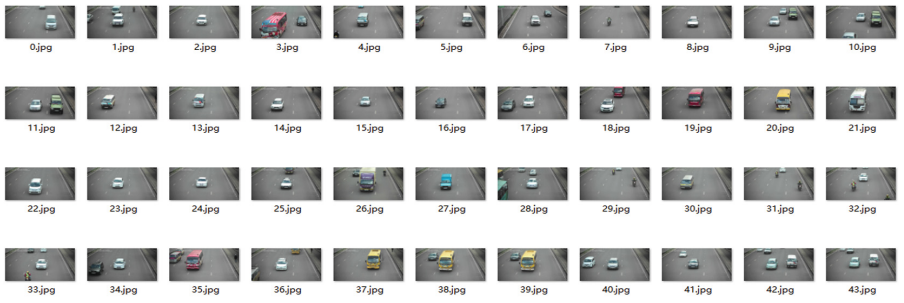 0.jpg 1.jpg 2.jpg 3.jpg 4.jpg 5.jpg 6.jpg 7.jpg 8.jpg 9.jpg 10.jpg
11.jpg 12.jpg 13.jpg 14.jpg 15.jpg 16.jpg 17.jpg 18.jpg 19.jpg 20.jpg 21.jpg
22.jpg 23.jpg 24.jpg 25.jpg 26.jpg 27.jpg 28.jpg 29.jpg 30.jpg 31.jpg 32.jpg
33.jpg 34.jpg 35.jpg 36.jpg 37.jpg 38.jpg 39.jpg 40.jpg 41.jpg 42.jpg 43.jpg